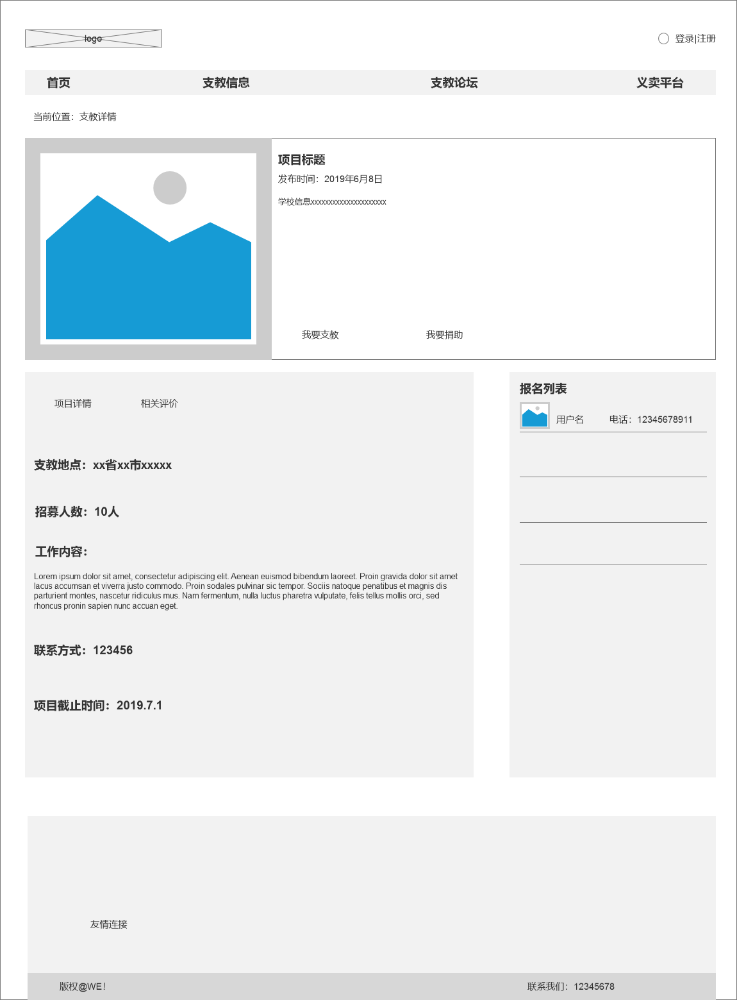 logo
登录|注册
首页 支教信息 支教论坛 义卖平台
当前位置：支教详情
项目标题
发布时间：2019年6月8日
学校信息xxxxxxxxxxxxxxxxxxxxx
我要支教 我要捐助
项目详情 相关评价
支教地点：xx省xx市xxxxx
招募人数：10人
工作内容：
Lorem ipsum dolor sit amet, consectetur adipiscing elit. Aenean euismod bibendum laoreet. Proin gravida dolor sit amet
lacus accumsan et viverra justo commodo. Proin sodales pulvinar sic tempor. Sociis natoque penatibus et magnis dis
parturient montes, nascetur ridiculus mus. Nam fermentum, nulla luctus pharetra vulputate, felis tellus mollis orci, sed
rhoncus pronin sapien nunc accuan eget.
联系方式：123456
项目截止时间：2019.7.1
报名列表
用户名 电话：12345678911
友情连接
版权@WE！ 联系我们：12345678